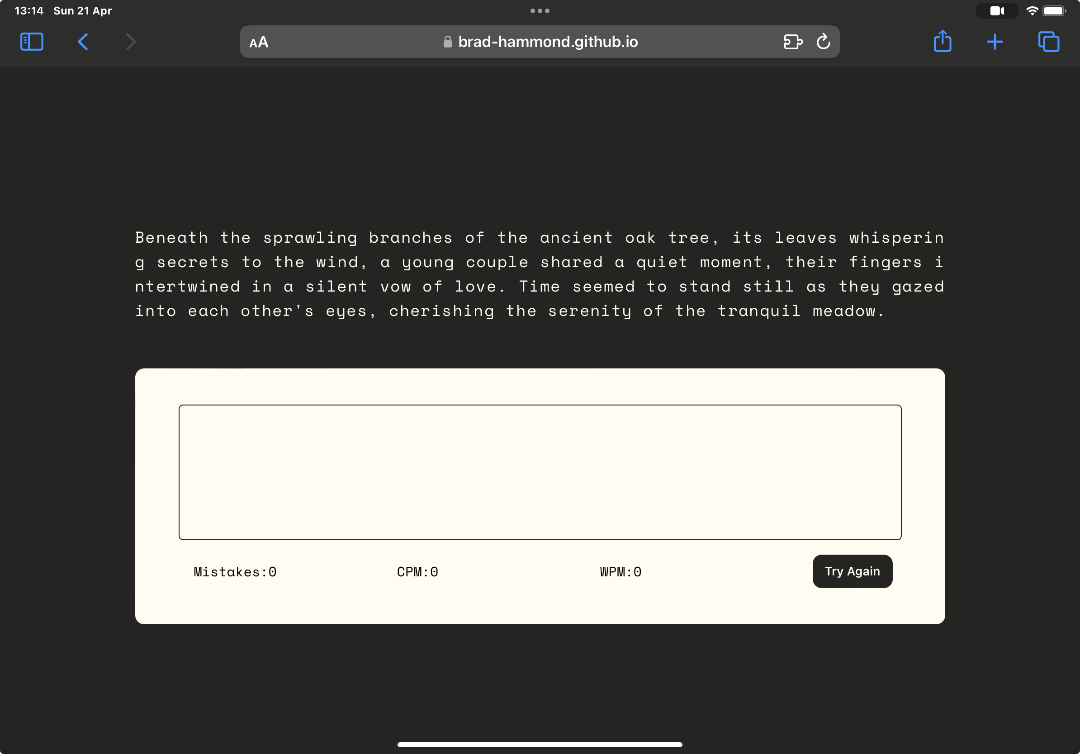 13:14 Sun 21 Apr
AA brad-hammond.github.io
Beneath the sprawling branches of the ancient oak tree, its leaves whisperin
g secrets to the wind, a young couple shared a quiet moment, their fingers i
ntertwined in a silent vow of love. Time seemed to stand still as they gazed
into each other's eyes, cherishing the serenity of the tranquil meadow.
Mistakes:0 CPM:0 WPM:0 Try Again